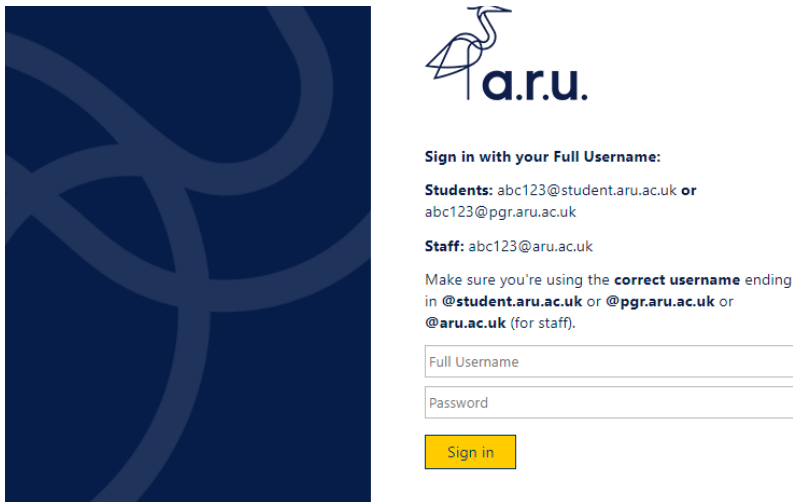 a.r.u.
Sign in with your Full Username:
Students: abc123@student.aru.ac.uk or
abc123@pgr.aru.ac.uk
Staff: abc123@aru.ac.uk
Make sure you're using the correct username ending
in @student.aru.ac.uk or @pgr.aru.ac.uk or
@aru.ac.uk (for staff).
Full Username
Password
Sign in